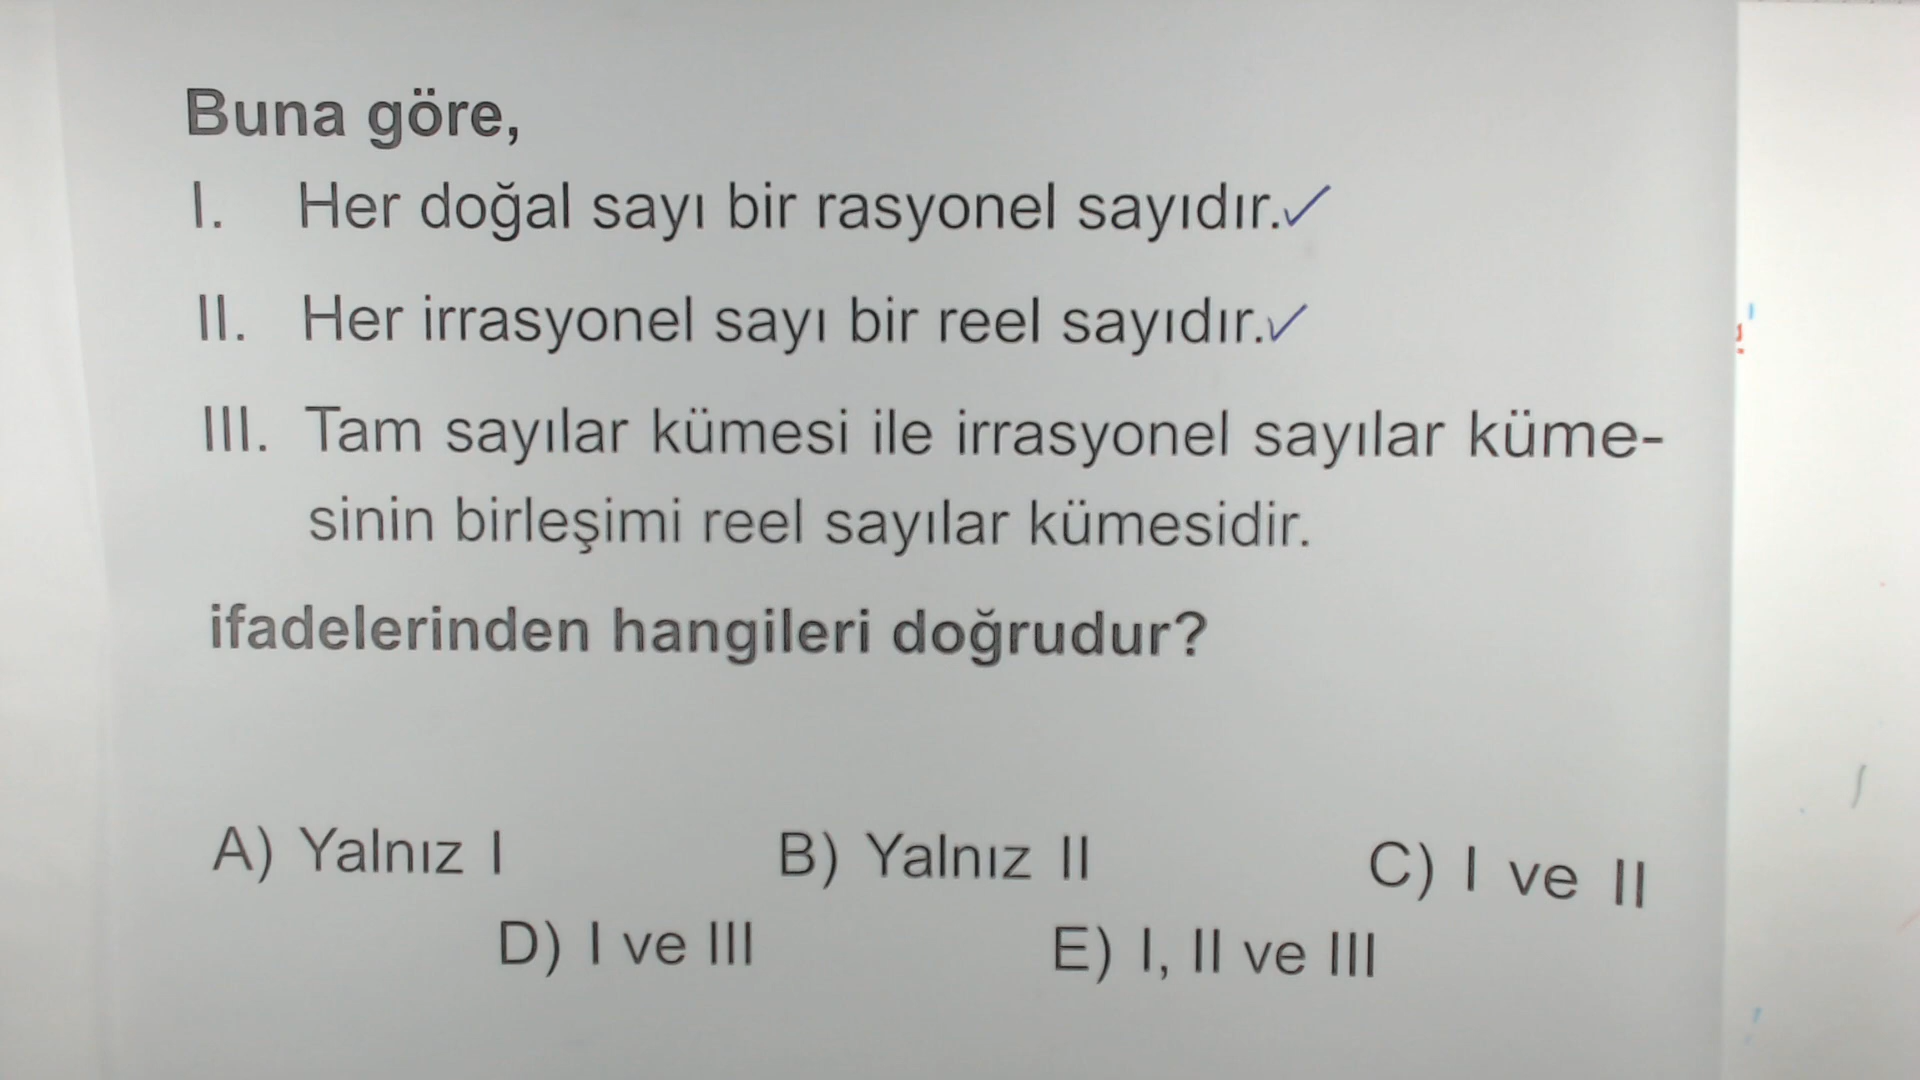 Buna göre,
I. Her doğal sayı bir rasyonel sayıdır.✓
II. Her irrasyonel sayı bir reel sayıdır.✓
III. Tam sayılar kümesi ile irrasyonel sayılar küme-
sinin birleşimi reel sayılar kümesidir.
ifadelerinden hangileri doğrudur?
A) Yalnız I B) Yalnız II C) I ve II
D) I ve III E) I, II ve III